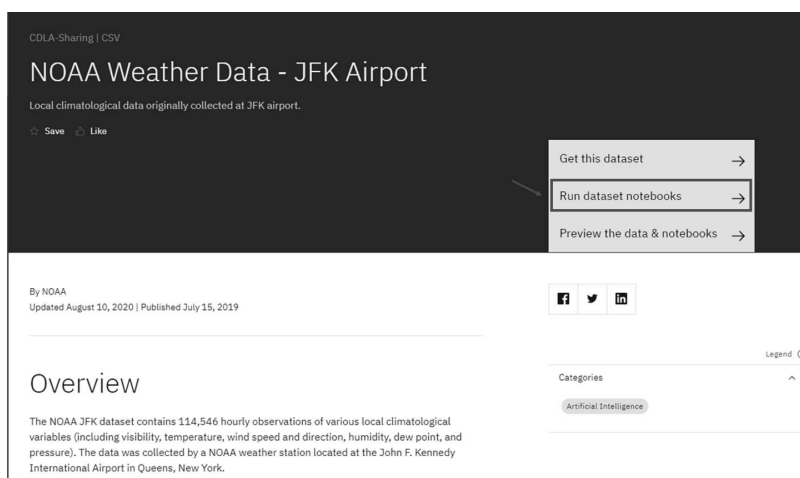 CDLA-Sharing | CSV
NOAA Weather Data - JFK Airport
Local climatological data originally collected at JFK airport.
Save Like
Get this dataset
Run dataset notebooks
Preview the data & notebooks
By NOAA
Updated August 10, 2020 | Published July 15, 2019
Legend
Overview
Categories
Artificial Intelligence
The NOAA JFK dataset contains 114,546 hourly observations of various local climatological
variables (including visibility, temperature, wind speed and direction, humidity, dew point, and
pressure). The data was collected by a NOAA weather station located at the John F. Kennedy
International Airport in Queens, New York.